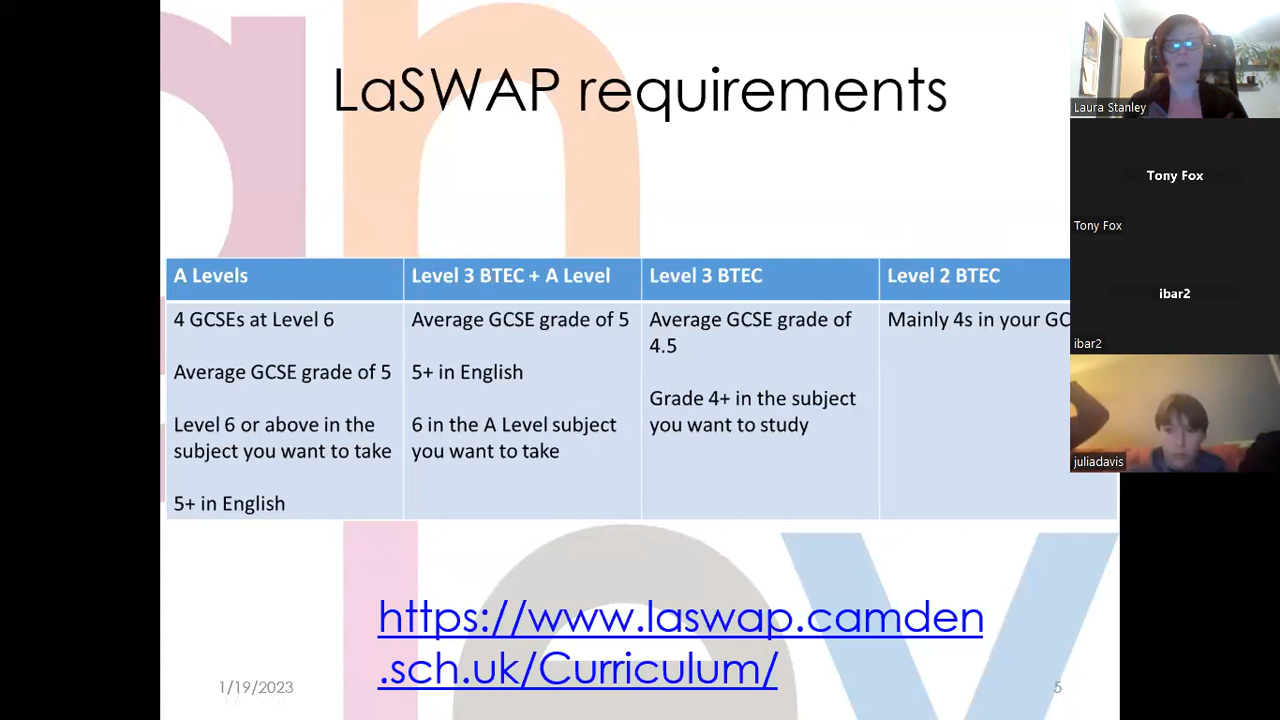 LaSWAP requirements
Laura Stanley
Tony Fox
Tony Fox
ibar2
ibar2
juliadavis
A Levels
4 GCSEs at Level 6
Average GCSE grade of 5
Level 6 or above in the
subject you want to take
5+ in English
Level 3 BTEC + A Level
Average GCSE grade of 5
5+ in English
6 in the A Level subject
you want to take
Level 3 BTEC
Average GCSE grade of
4.5
Grade 4+ in the subject
you want to study
Level 2 BTEC
Mainly 4s in your GC
https://www.laswap.camden
.sch.uk/Curriculum/
1/19/2023
5